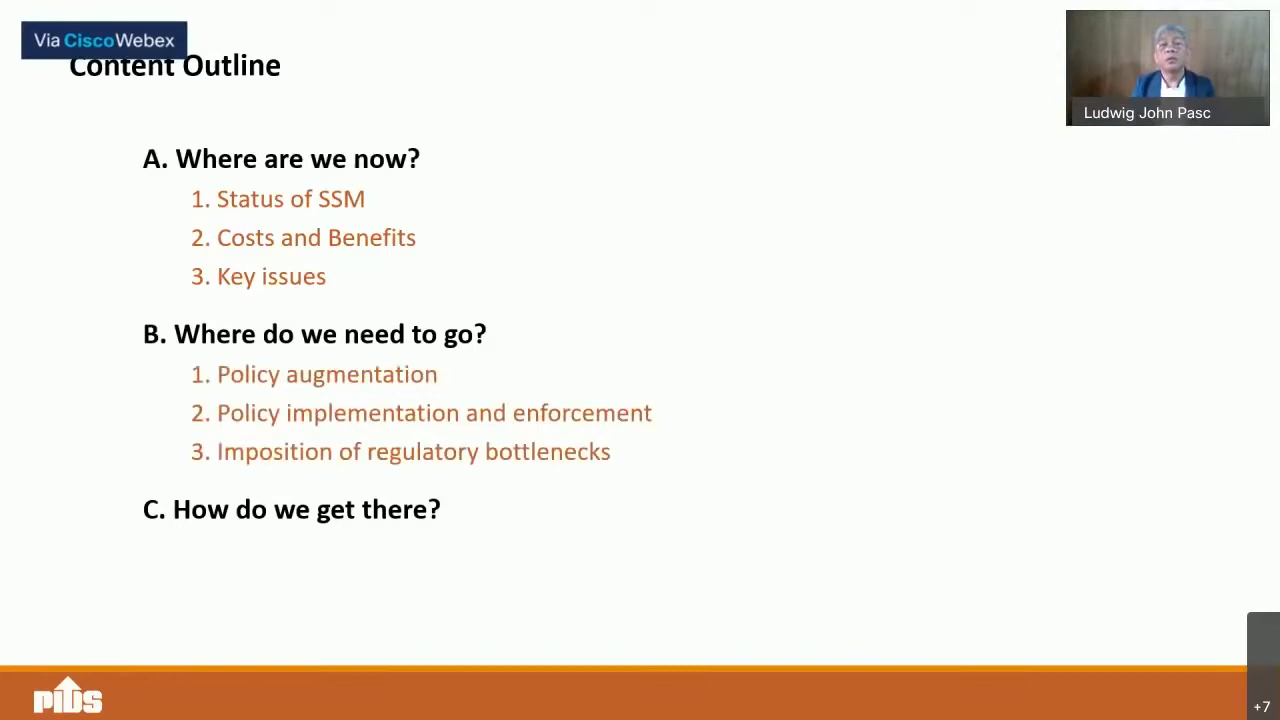 Via CiscoWebex
Content Outline
Ludwig John Pasc
A. Where are we now?
1. Status of SSM
2. Costs and Benefits
3. Key issues
B. Where do we need to go?
1. Policy augmentation
2. Policy implementation and enforcement
3. Imposition of regulatory bottlenecks
C. How do we get there?
PIDS
+7